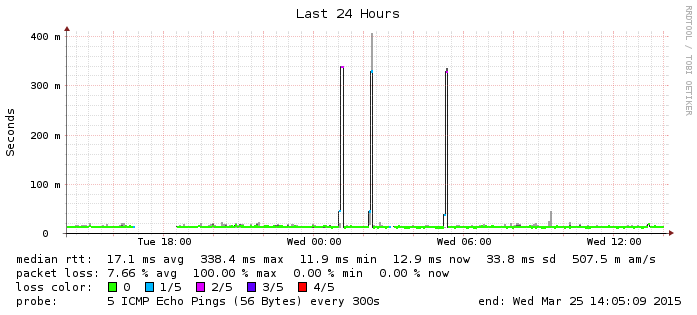 Last 24 Hours
RRDTOOL / TOBI OETIKER
Seconds
400 m
300 m
200 m
100 m
0
Tue 18:00 Wed 00:00 Wed 06:00 Wed 12:00
median rtt: 17.1 ms avg 338.4 ms max 11.9 ms min 12.9 ms now 33.8 ms sd 507.5 m am/s
packet loss: 7.66 % avg 100.00 % max 0.00 % min 0.00 % now
loss color: 0 1/5 2/5 3/5 4/5
probe: 5 ICMP Echo Pings (56 Bytes) every 300s end: Wed Mar 25 14:05:09 2015